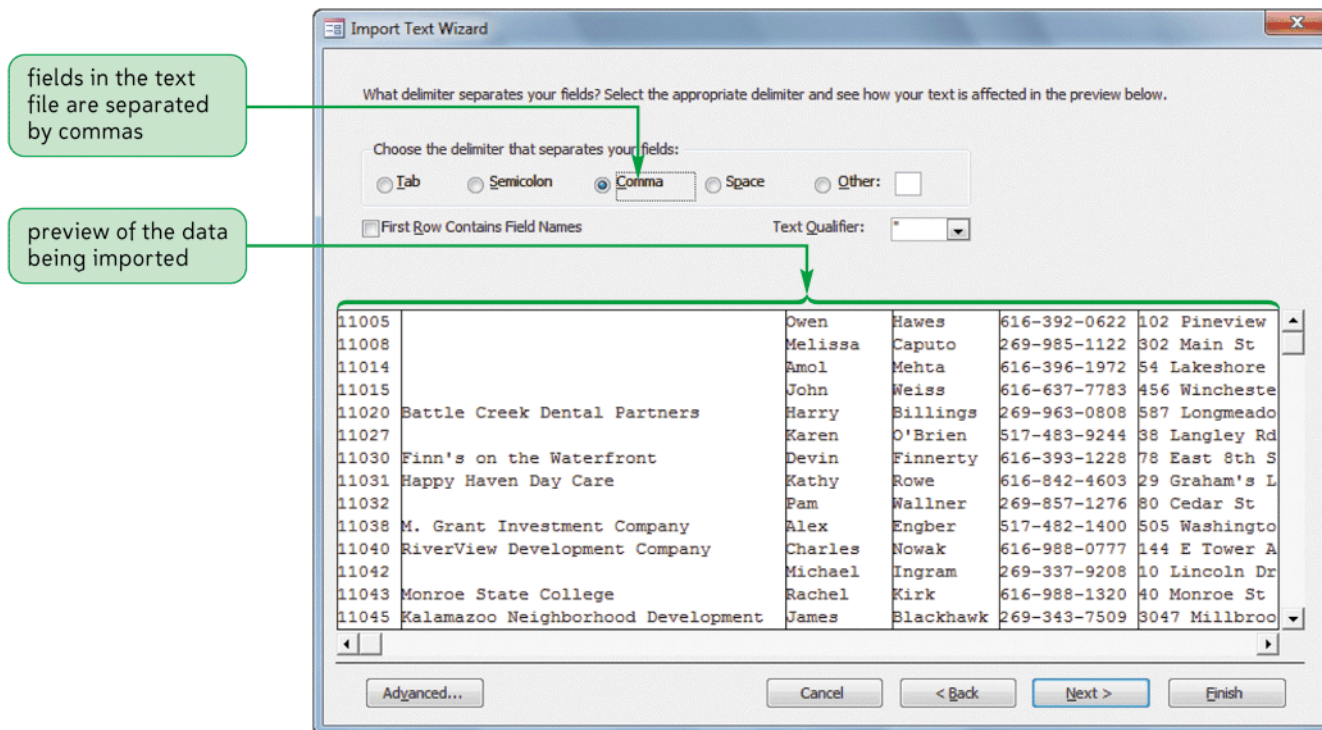 Import Text Wizard
fields in the text
file are separated
by commas
What delimiter separates your fields? Select the appropriate delimiter and see how your text is affected in the preview below.
Choose the delimiter that separates your fields:
Tab Semicolon Comma Space Other:
preview of the data
being imported
First Row Contains Field Names Text Qualifier: "
11005 Owen Hawes 616-392-0622 102 Pineview
11008 Melissa Caputo 269-985-1122 302 Main St
11014 Amol Mehta 616-396-1972 54 Lakeshore
11015 John Weiss 616-637-7783 456 Wincheste
11020 Battle Creek Dental Partners Harry Billings 269-963-0808 587 Longmeado
11027 Karen O'Brien 517-483-9244 38 Langley Rd
11030 Finn's on the Waterfront Devin Finnerty 616-393-1228 78 East 8th S
11031 Happy Haven Day Care Kathy Rowe 616-842-4603 29 Graham's L
11032 Pam Wallner 269-857-1276 80 Cedar St
11038 M. Grant Investment Company Alex Engber 517-482-1400 505 Washingto
11040 RiverView Development Company Charles Nowak 616-988-0777 144 E Tower A
11042 Michael Ingram 269-337-9208 10 Lincoln Dr
11043 Monroe State College Rachel Kirk 616-988-1320 40 Monroe St
11045 Kalamazoo Neighborhood Development James Blackhawk 269-343-7509 3047 Millbroo
Advanced... Cancel < Back Next > Finish